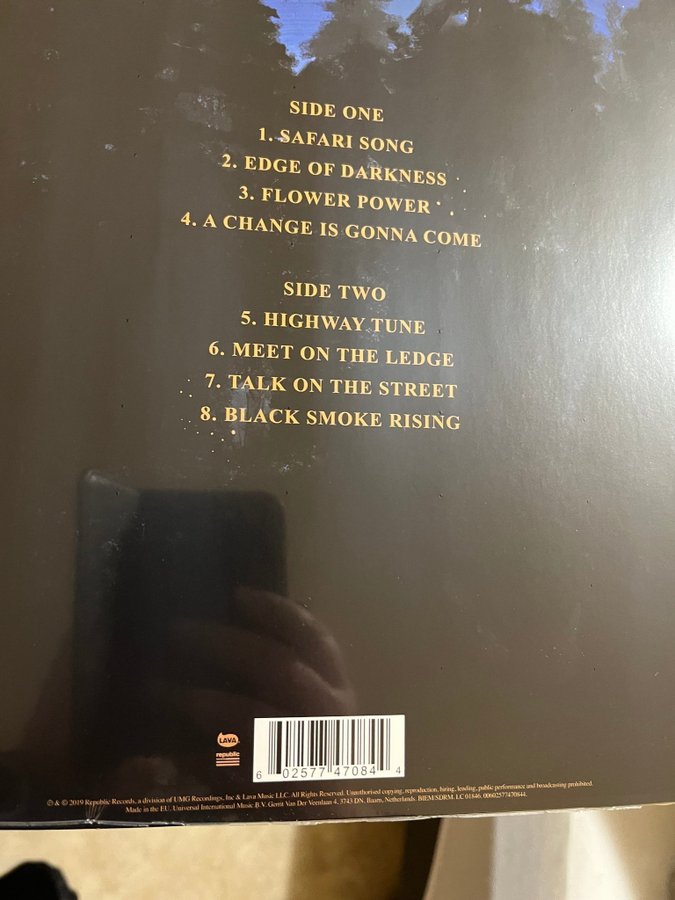 SIDE ONE
1. SAFARI SONG
2. EDGE OF DARKNESS
3. FLOWER POWER
4. A CHANGE IS GONNA COME
SIDE TWO
5. HIGHWAY TUNE
6. MEET ON THE LEDGE
7. TALK ON THE STREET
8. BLACK SMOKE RISING
LAVA
republic
6 02577 47084 4
℗ & © 2019 Republic Records, a division of UMG Recordings, Inc & Lava Music LLC. All Rights Reserved. Unauthorised copying, reproduction, hiring, lending, public performance and broadcasting prohibited.
Made in the EU. Universal International Music B.V. Gerrit Van Der Veenlaan 4, 3743 DN, Baarn, Netherlands. BIEM/SDRM. LC 01846. 00602577470844.